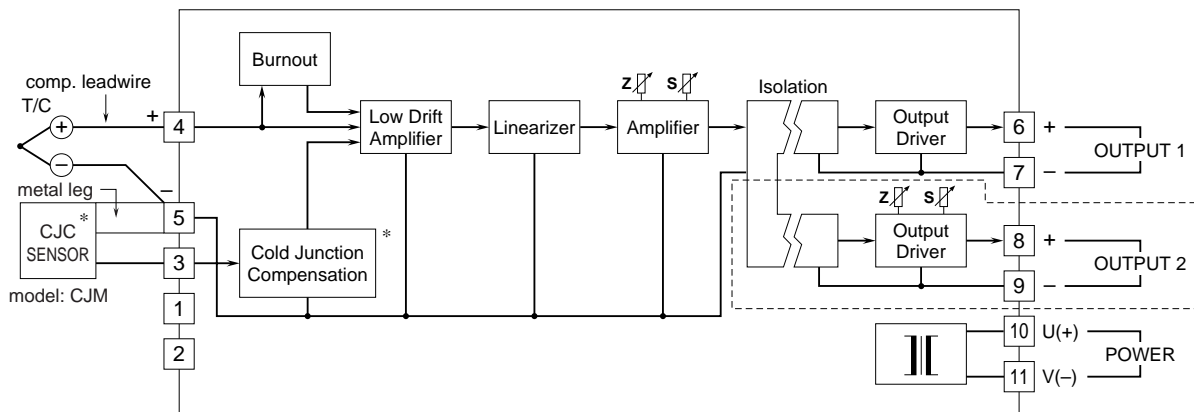 comp. leadwire
T/C
+
–
+
4
–
metal leg
5
CJC *
SENSOR
3
model: CJM
1
2
Burnout
Low Drift
Amplifier
Cold Junction
Compensation
*
Linearizer
Z
S
Amplifier
Isolation
Output
Driver
6
+
7
–
OUTPUT 1
Z
S
Output
Driver
8
+
9
–
OUTPUT 2
10
U(+)
11
V(–)
POWER